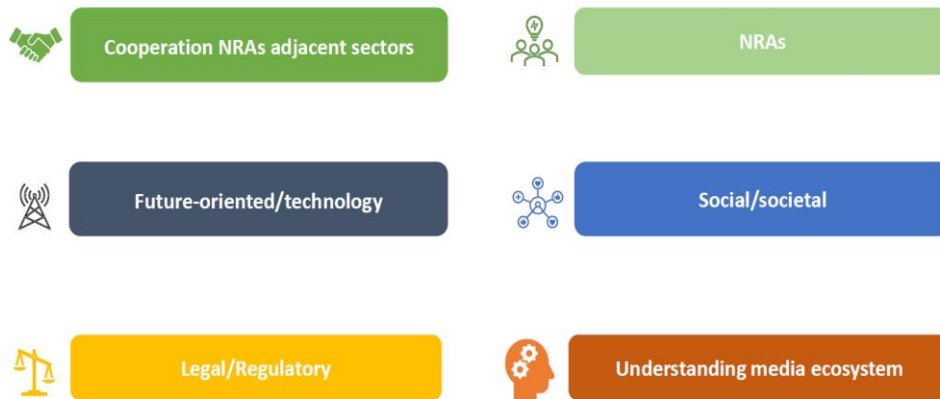 Cooperation NRAs adjacent sectors
NRAs
Future-oriented/technology
Social/societal
Legal/Regulatory
Understanding media ecosystem